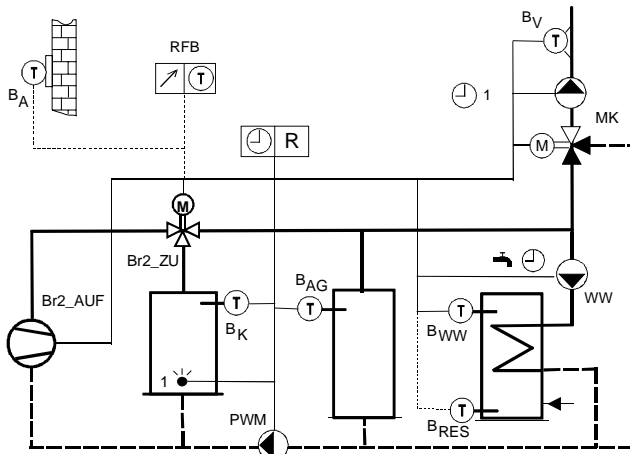 B_V
RFB
T
T
T
B_A
1
MK
R
M
M
Br2_ZU
Br2_AUF
B_AG
T
T
B_K
WW
T
B_WW
1
PWM
T
B_RES